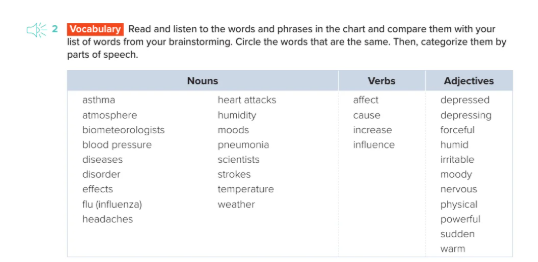 2 Vocabulary Read and listen to the words and phrases in the chart and compare them with your
list of words from your brainstorming. Circle the words that are the same. Then, categorize them by
parts of speech.
Nouns Verbs Adjectives
asthma heart attacks affect depressed
atmosphere humidity cause depressing
biometeorologists moods increase forceful
blood pressure pneumonia influence humid
diseases scientists irritable
disorder strokes moody
effects temperature nervous
flu (influenza) weather physical
headaches powerful
sudden
warm